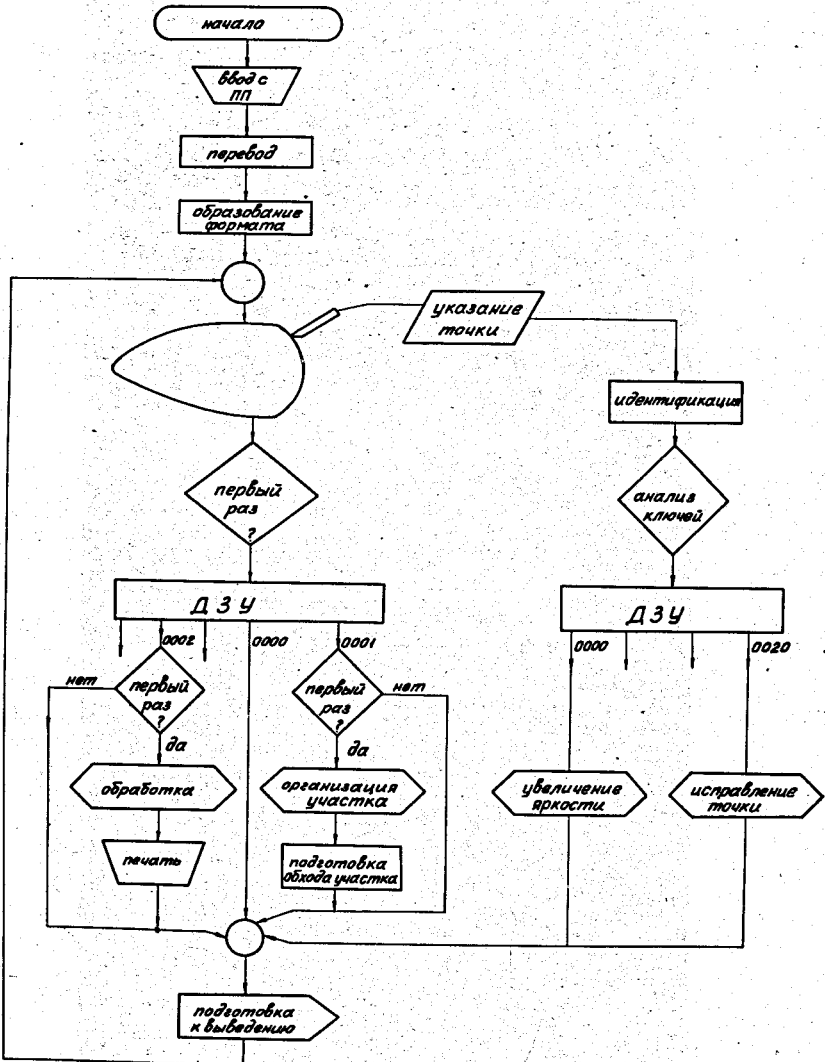 начало
ввод с
ПП
перевод
образование
формата
указание
точки
идентификация
первый
раз
?
анализ
ключей
ДЗУ
ДЗУ
0002
0000
0001
0000
0020
нет
первый
раз
?
первый
раз
?
нет
да
да
обработка
организация
участка
увеличение
яркости
исправление
точки
печать
подготовка
обхода участка
подготовка
к выведению